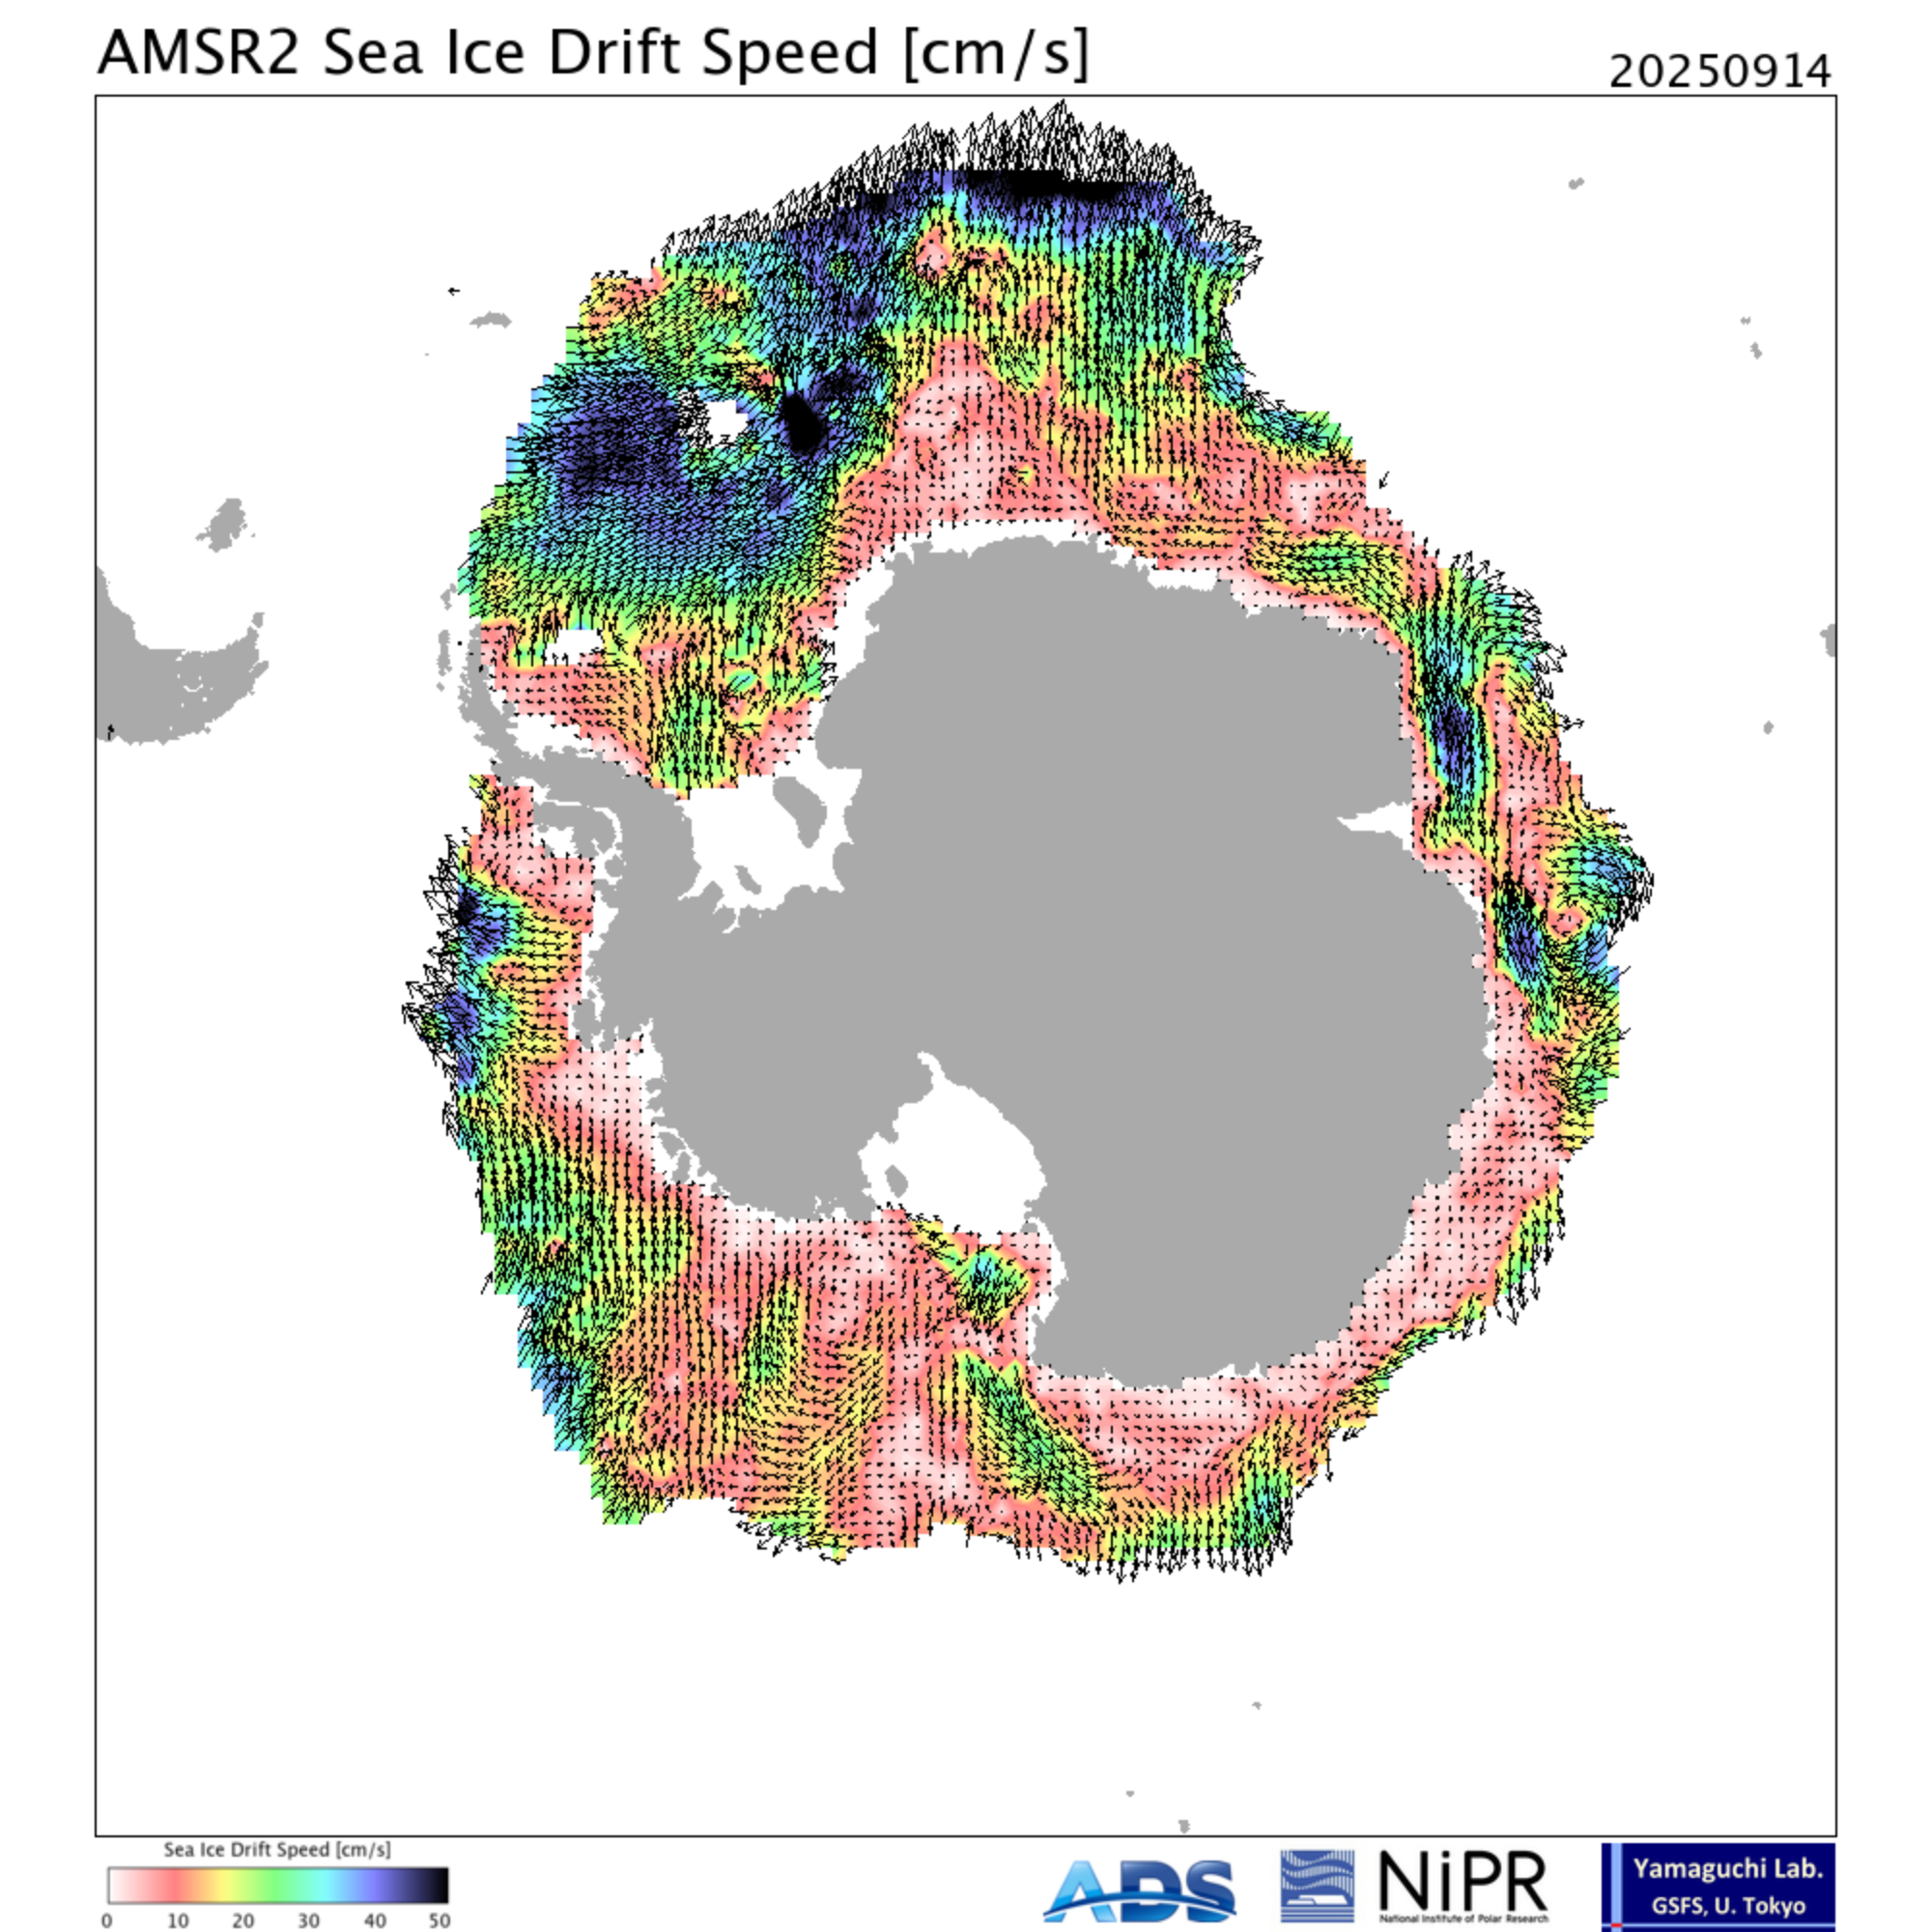 AMSR2 Sea Ice Drift Speed [cm/s]
20250914
Sea Ice Drift Speed [cm/s]
0 10 20 30 40 50
ADS
NiPR
National Institute of Polar Research
Yamaguchi Lab.
GSFS, U. Tokyo